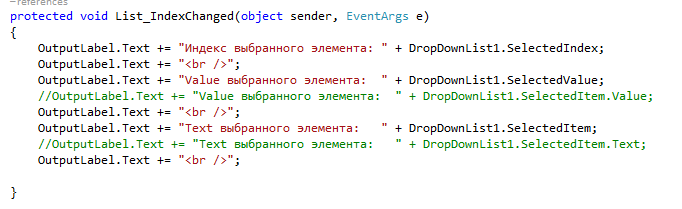 references
protected void List_IndexChanged(object sender, EventArgs e)
{
OutputLabel.Text += "Индекс выбранного элемента: " + DropDownList1.SelectedIndex;
OutputLabel.Text += "<br />";
OutputLabel.Text += "Value выбранного элемента:  " + DropDownList1.SelectedValue;
//OutputLabel.Text += "Value выбранного элемента:  " + DropDownList1.SelectedItem.Value;
OutputLabel.Text += "<br />";
OutputLabel.Text += "Text выбранного элемента:   " + DropDownList1.SelectedItem;
//OutputLabel.Text += "Text выбранного элемента:   " + DropDownList1.SelectedItem.Text;
OutputLabel.Text += "<br />";
}